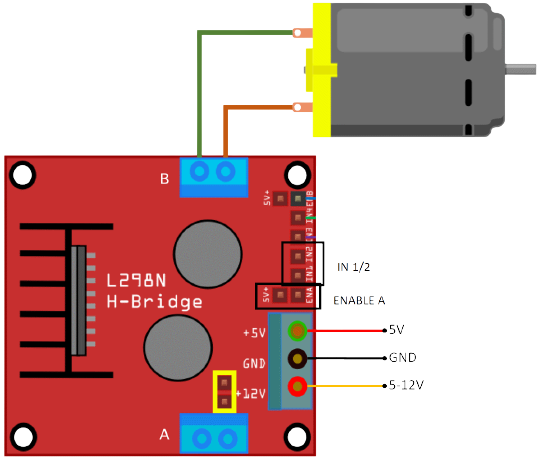 B
5V+
ENB
IN4
IN3
IN2
IN1
IN 1/2
5V+
ENA
ENABLE A
L298N
H-Bridge
+5V
5V
GND
GND
+12V
5-12V
A